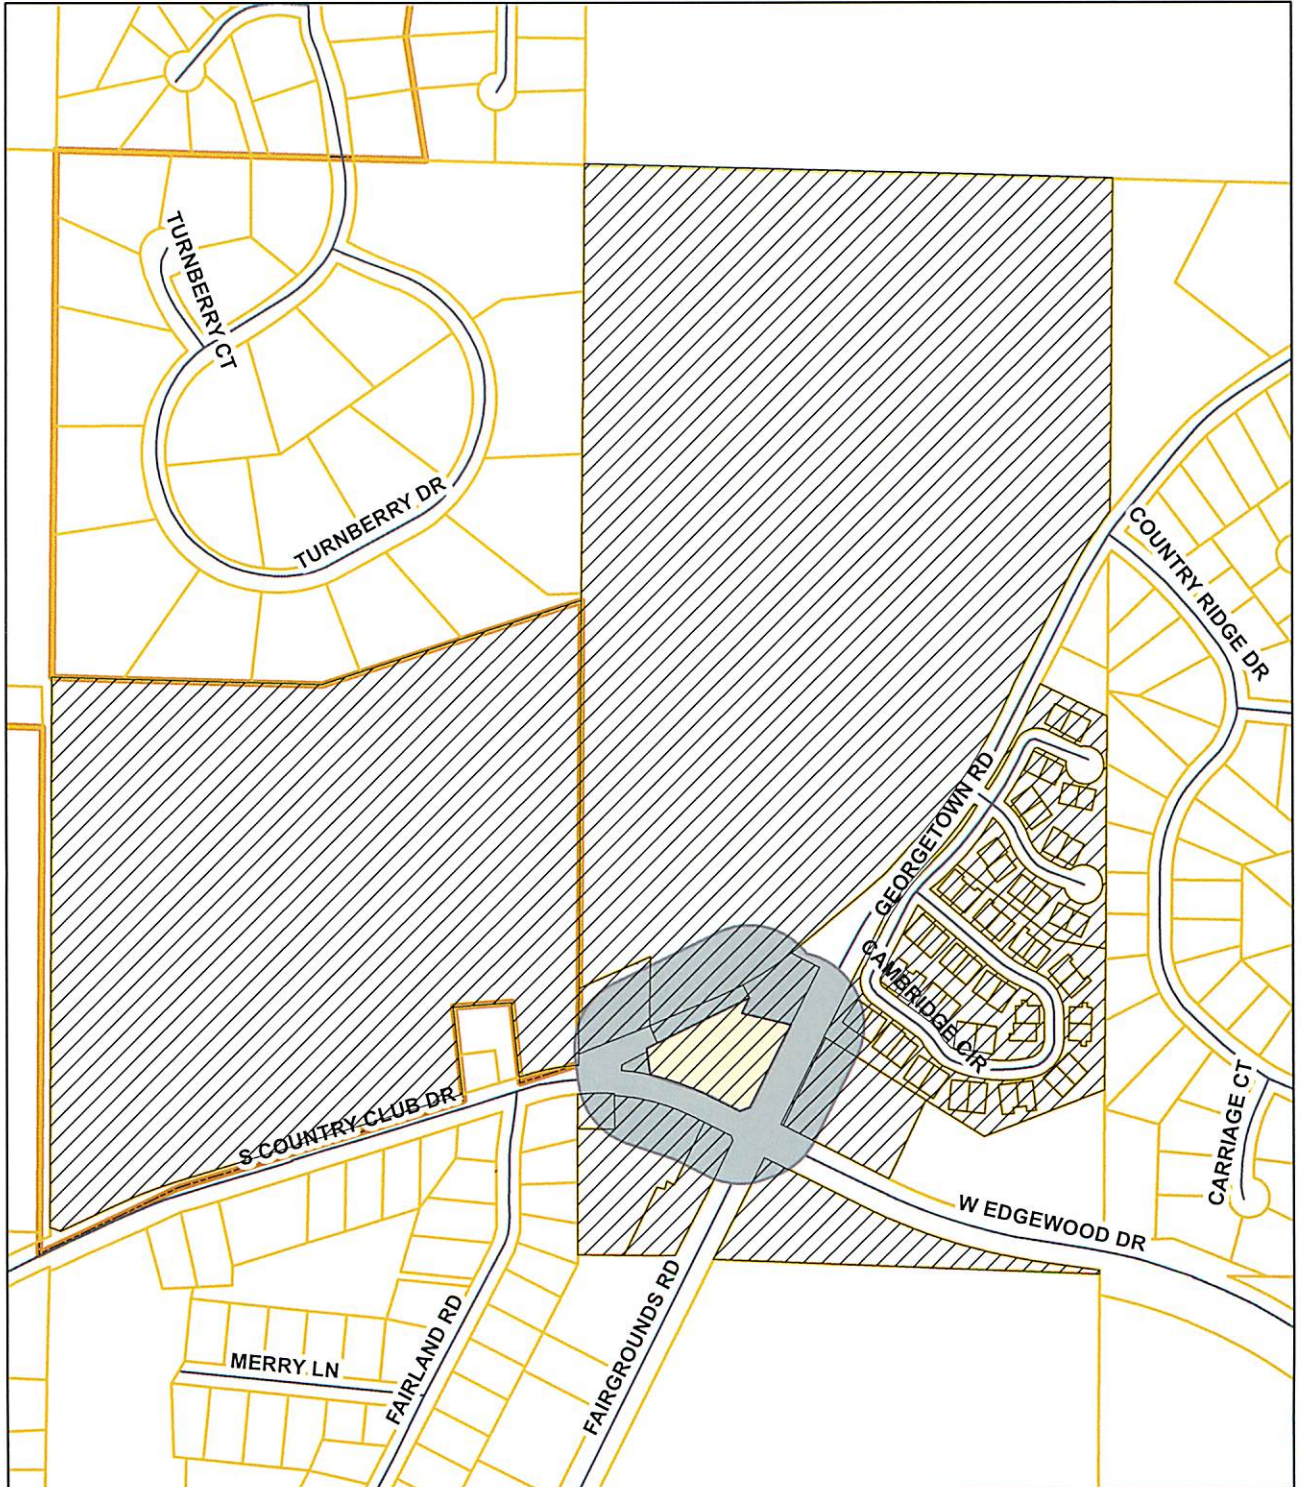 TURNBERRY CT
TURNBERRY DR
COUNTRY RIDGE DR
GEORGETOWN RD
CAMBRIDGE CIR
S COUNTRY CLUB DR
CARRIAGE CT
W EDGEWOOD DR
FAIRGROUNDS RD
FAIRLAND RD
MERRY LN